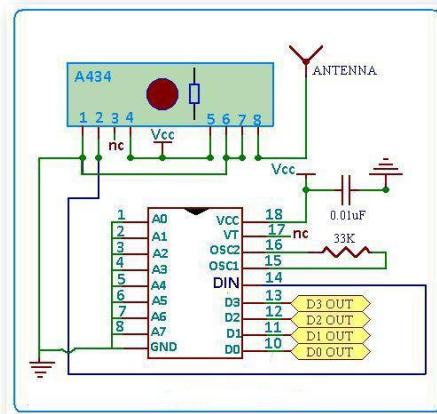 A434
ANTENNA
1 2 3 4 5 6 7 8
nc
Vcc
Vcc
0.01uF
1 A0 VCC 18
2 A1 VT 17 nc
3 A2 OSC2 16 33K
4 A3 OSC1 15
5 A4 DIN 14
6 A5 D3 13 D3 OUT
7 A6 D2 12 D2 OUT
8 A7 D1 11 D1 OUT
GND D0 10 D0 OUT